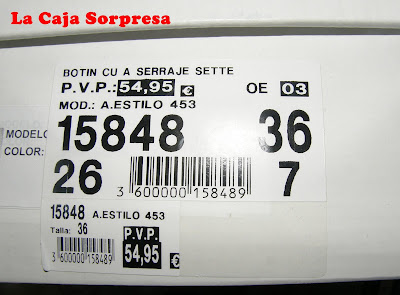 La Caja Sorpresa
BOTIN CU A SERRAJE SETTE
P.V.P.: 54,95 € OE 03
MOD.: A.ESTILO 453
MODELO
COLOR:
15848 36
26 3 600000 158489 7
15848 A.ESTILO 453
Talla: 36
P.V.P.
3 600000 158489 54,95 €